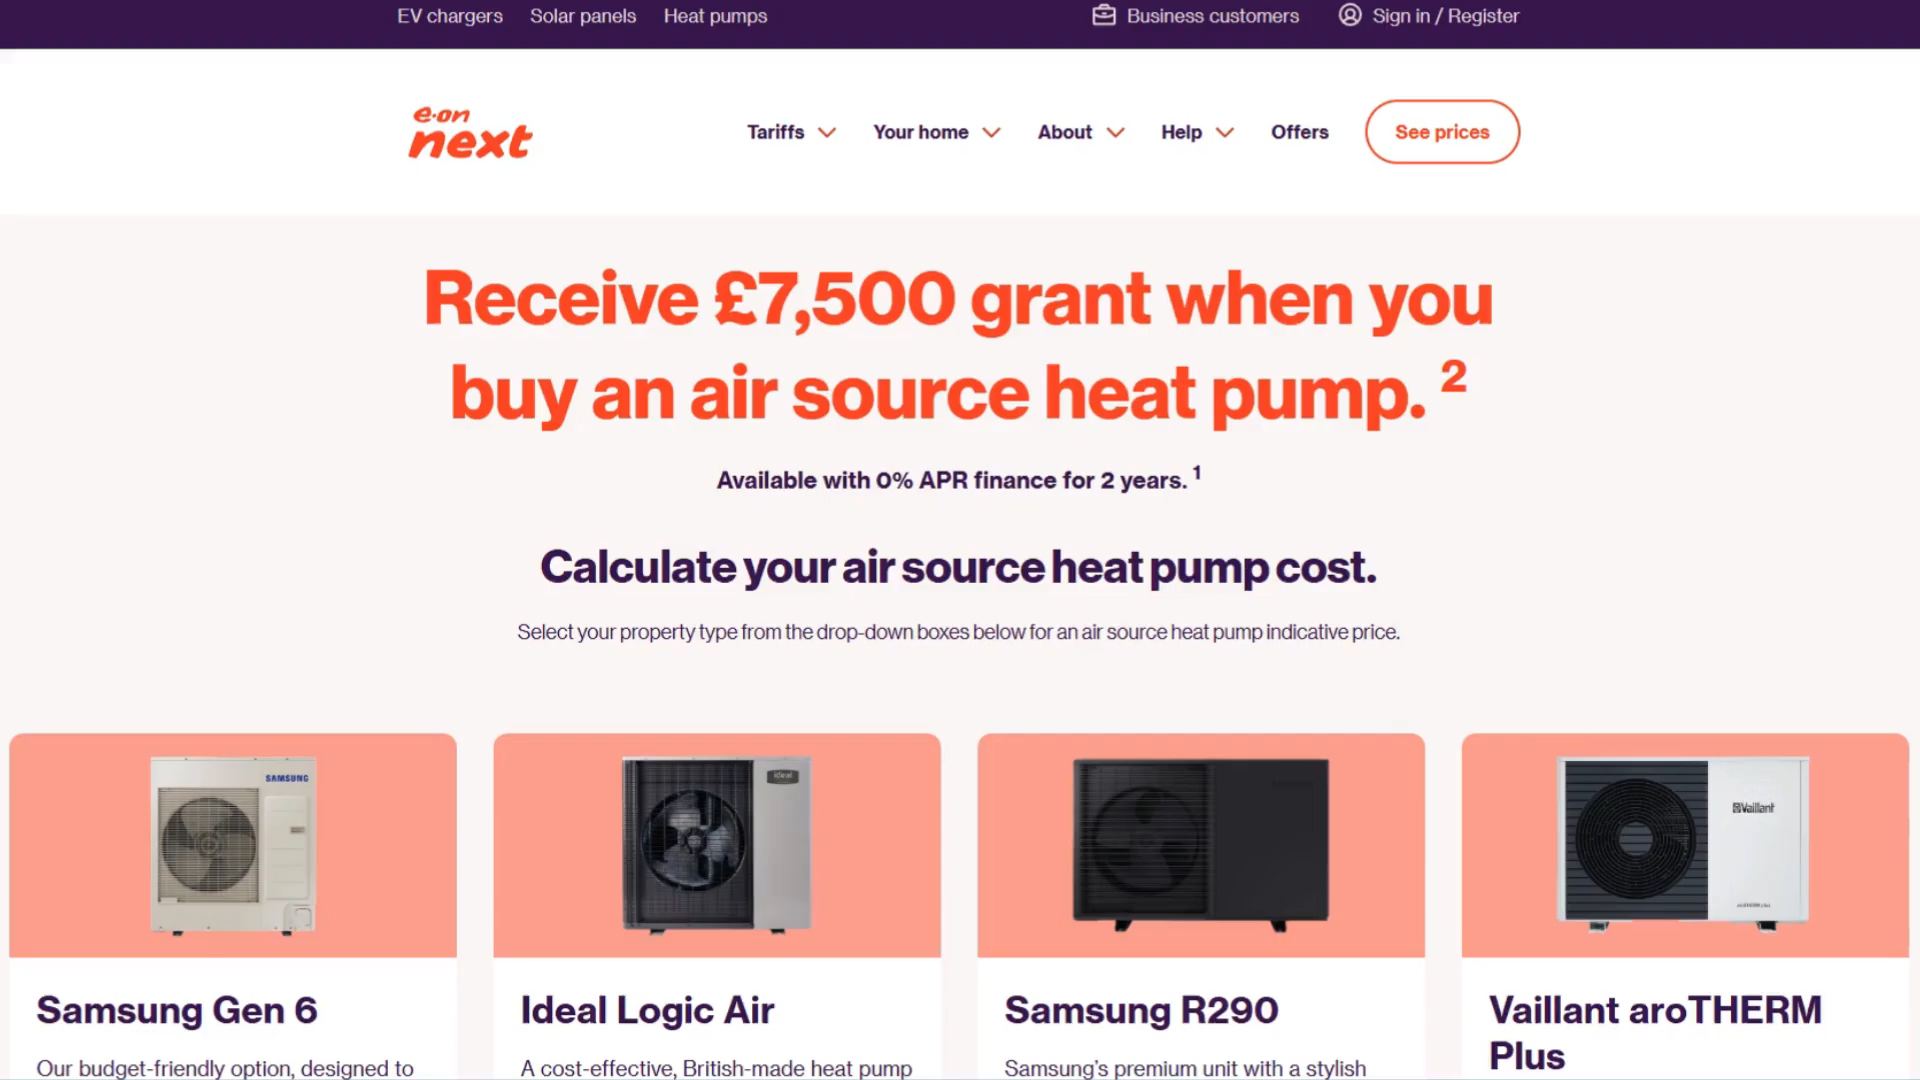 EV chargers Solar panels Heat pumps Business customers Sign in / Register
e·on
next
Tariffs Your home About Help Offers See prices
Receive £7,500 grant when you
buy an air source heat pump. 2
Available with 0% APR finance for 2 years. 1
Calculate your air source heat pump cost.
Select your property type from the drop-down boxes below for an air source heat pump indicative price.
SAMSUNG
ideal
Vaillant
Samsung Gen 6
Ideal Logic Air
Samsung R290
Vaillant aroTHERM
Plus
Our budget-friendly option, designed to
A cost-effective, British-made heat pump
Samsung's premium unit with a stylish